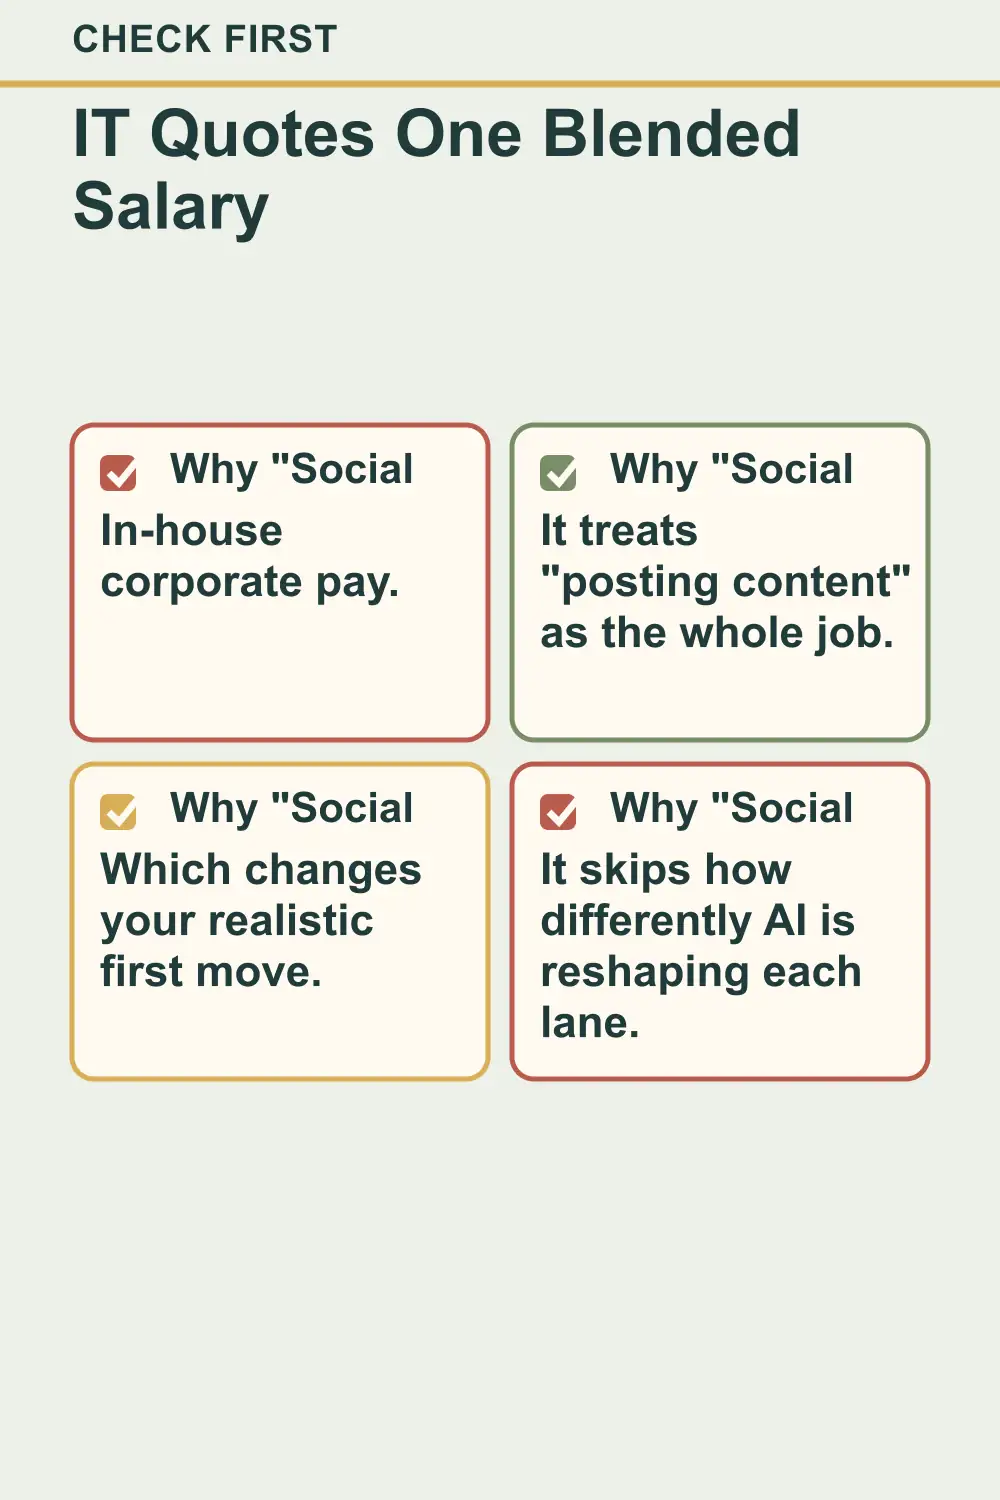 CHECK FIRST
IT Quotes One Blended
Salary
Why "Social
In-house
corporate pay.
Why "Social
It treats
"posting content"
as the whole job.
Why "Social
Which changes
your realistic
first move.
Why "Social
It skips how
differently AI is
reshaping each
lane.